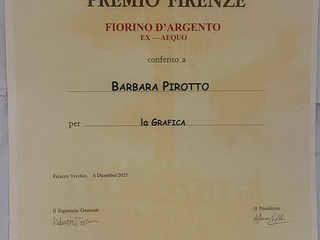 PREMIO FIRENZE
FIORINO D'ARGENTO
EX — AEQUO
conferito a
BARBARA PIROTTO
per la GRAFICA
Palazzo Vecchio, 6 Dicembre 2025
Il Segretario Generale Il Presidente